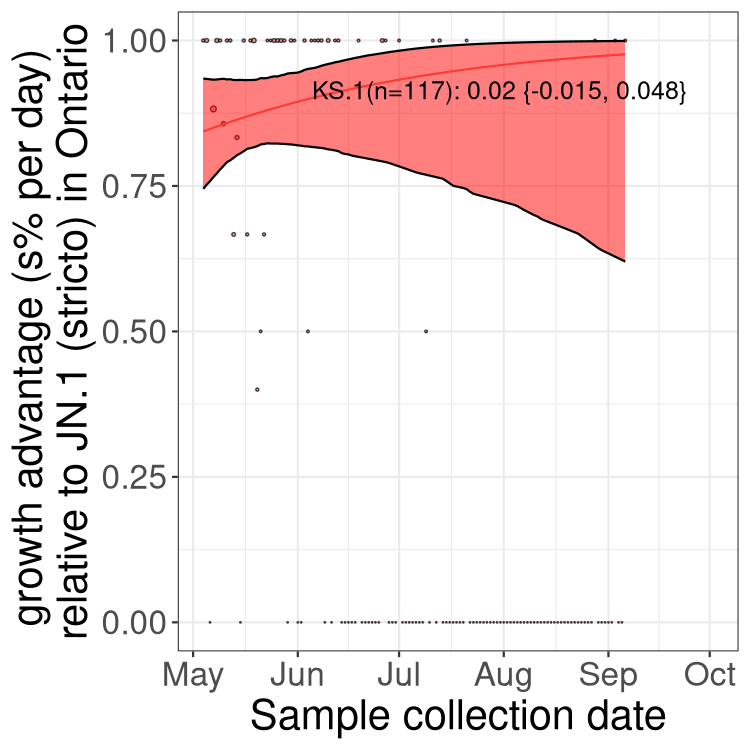 growth advantage (s% per day)
relative to JN.1 (stricto) in Ontario
1.00
0.75
0.50
0.25
0.00
KS.1(n=117): 0.02 {-0.015, 0.048}
May Jun Jul Aug Sep Oct
Sample collection date